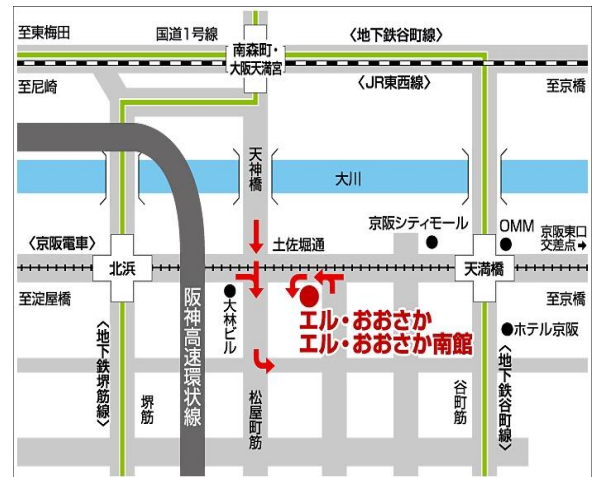 至東梅田
国道1号線
南森町・
大阪天満宮
〈地下鉄谷町線〉
至尼崎
〈JR東西線〉
至京橋
天神橋
大川
京阪シティモール
OMM
京阪東口
交差点➡
〈京阪電車〉
土佐堀通
北浜
天満橋
至淀屋橋
至京橋
阪神高速環状線
大林ビル
エル・おおさか
エル・おおさか南館
ホテル京阪
〈地下鉄堺筋線〉
堺筋
松屋町筋
谷町筋
〈地下鉄谷町線〉